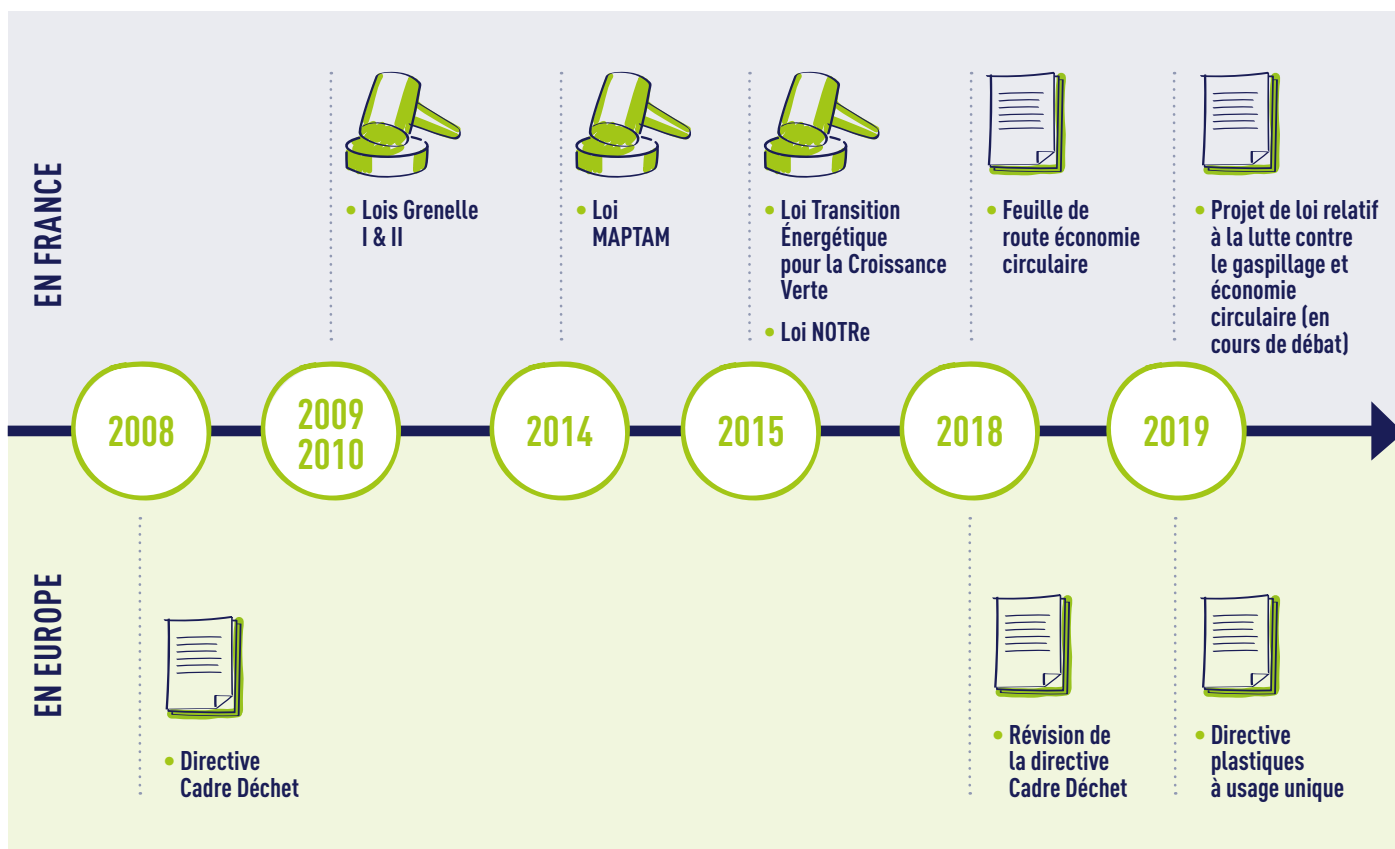 EN FRANCE
• Lois Grenelle
I & II
• Loi
MAPTAM
• Loi Transition
Énergétique
pour la Croissance
Verte
• Loi NOTRe
• Feuille de
route économie
circulaire
• Projet de loi relatif
à la lutte contre
le gaspillage et
économie
circulaire (en
cours de débat)
2008
2009
2010
2014
2015
2018
2019
EN EUROPE
• Directive
Cadre Déchet
• Révision de
la directive
Cadre Déchet
• Directive
plastiques
à usage unique